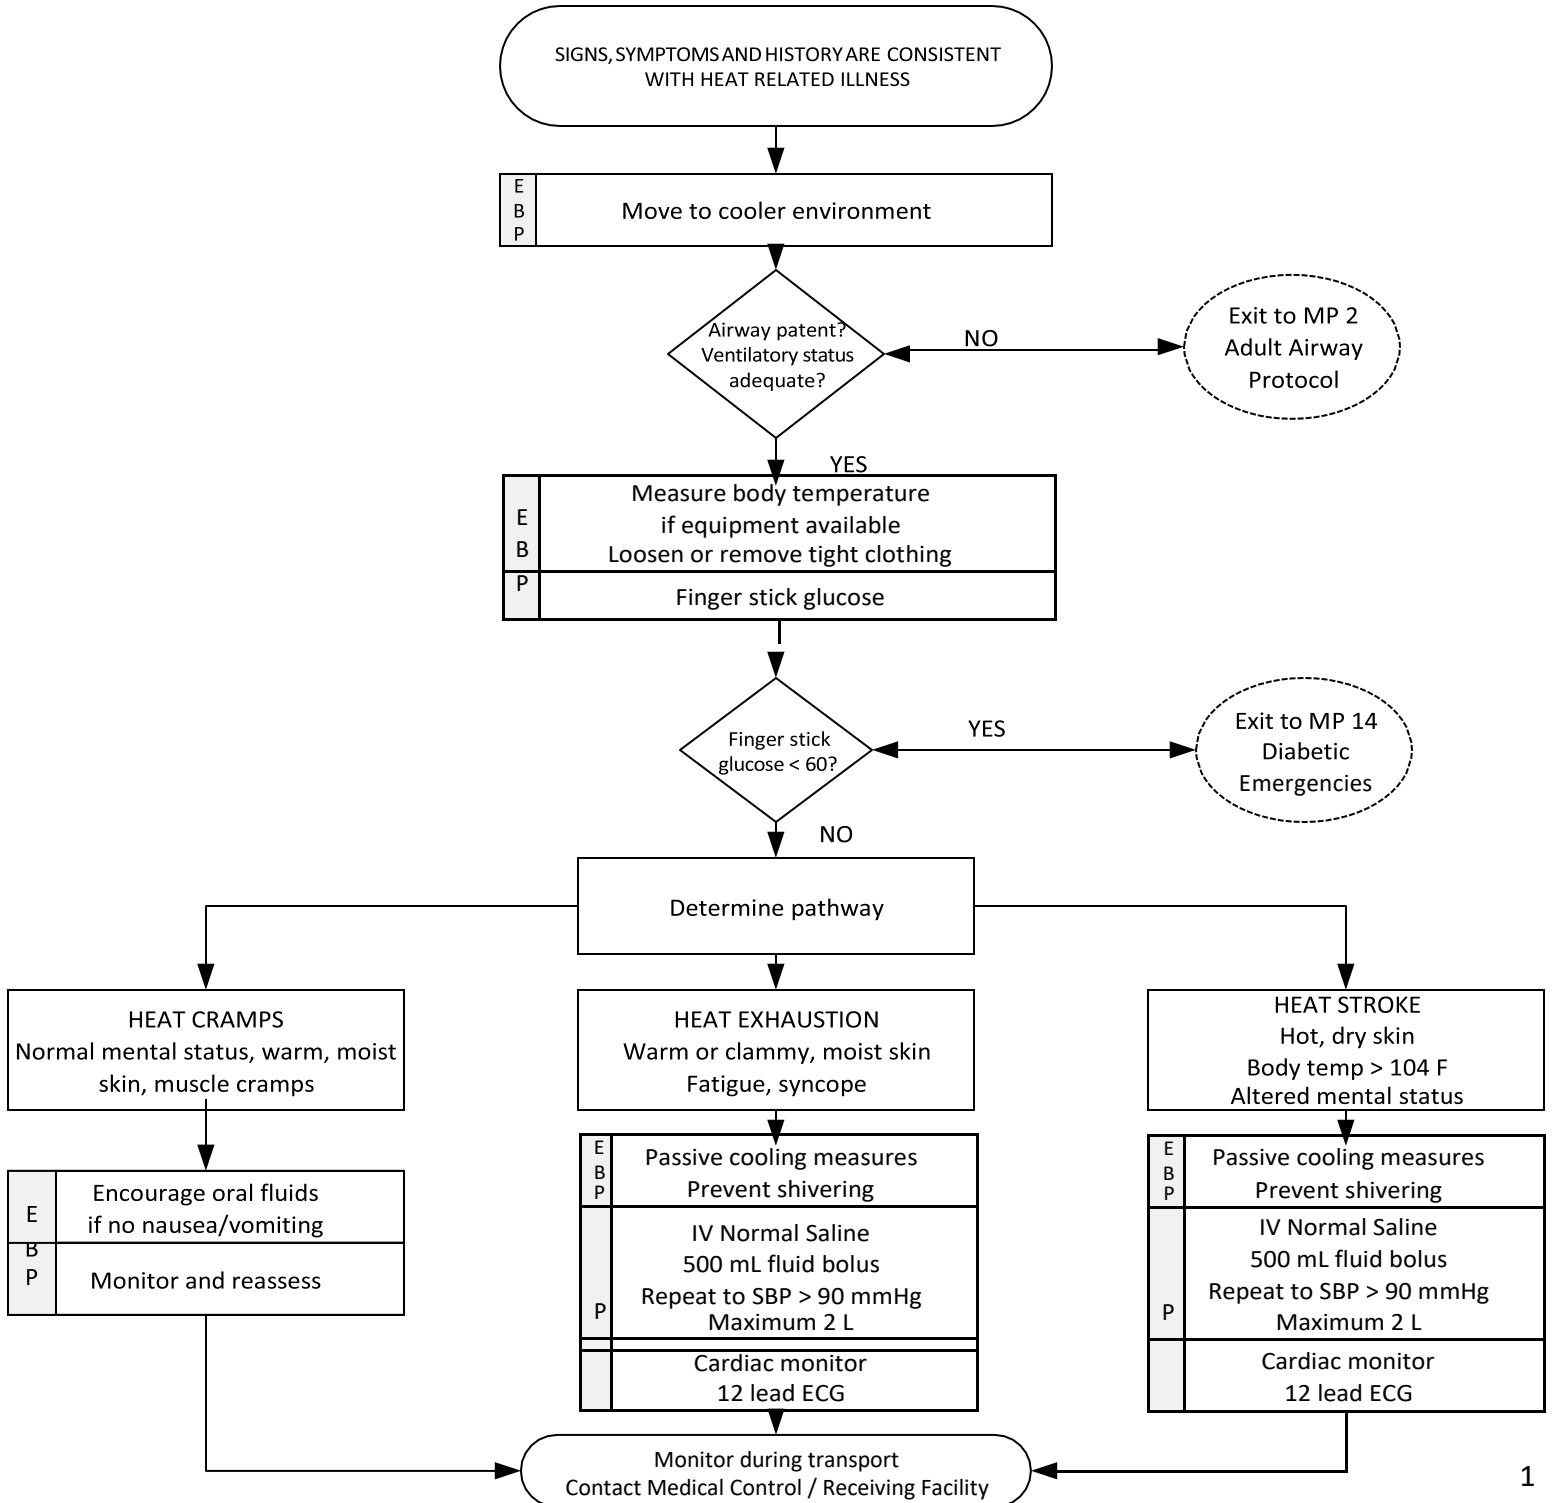 SIGNS, SYMPTOMS AND HISTORY ARE CONSISTENT
WITH HEAT RELATED ILLNESS
E
B
P
Move to cooler environment
Airway patent?
Ventilatory status
adequate?
NO
Exit to MP 2
Adult Airway
Protocol
YES
E
B
P
Measure body temperature
if equipment available
Loosen or remove tight clothing
Finger stick glucose
Finger stick
glucose < 60?
YES
Exit to MP 14
Diabetic
Emergencies
NO
Determine pathway
HEAT CRAMPS
Normal mental status, warm, moist
skin, muscle cramps
HEAT EXHAUSTION
Warm or clammy, moist skin
Fatigue, syncope
HEAT STROKE
Hot, dry skin
Body temp > 104 F
Altered mental status
E
B
P
Encourage oral fluids
if no nausea/vomiting
Monitor and reassess
E
B
P
Passive cooling measures
Prevent shivering
P
IV Normal Saline
500 mL fluid bolus
Repeat to SBP > 90 mmHg
Maximum 2 L
Cardiac monitor
12 lead ECG
E
B
P
Passive cooling measures
Prevent shivering
P
IV Normal Saline
500 mL fluid bolus
Repeat to SBP > 90 mmHg
Maximum 2 L
Cardiac monitor
12 lead ECG
Monitor during transport
Contact Medical Control / Receiving Facility
1